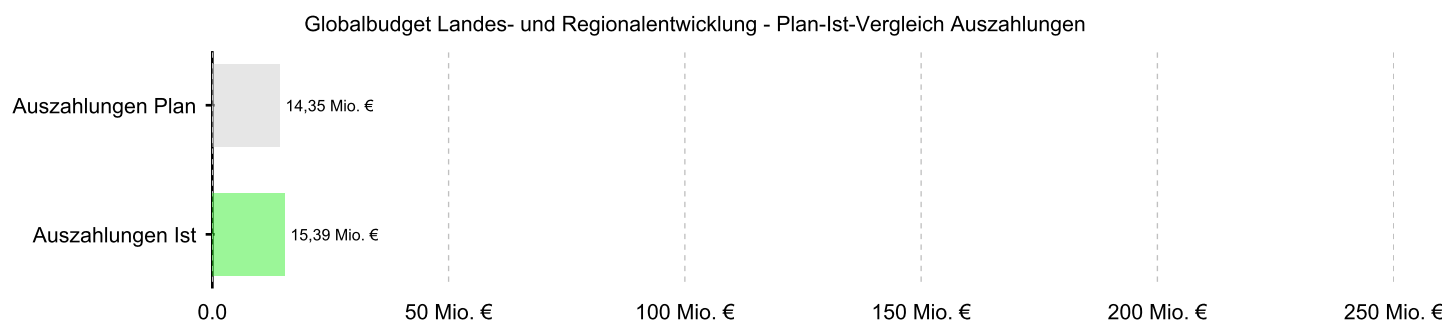 Globalbudget Landes- und Regionalentwicklung - Plan-Ist-Vergleich Auszahlungen
Auszahlungen Plan
14,35 Mio. €
Auszahlungen Ist
15,39 Mio. €
0.0
50 Mio. €
100 Mio. €
150 Mio. €
200 Mio. €
250 Mio. €